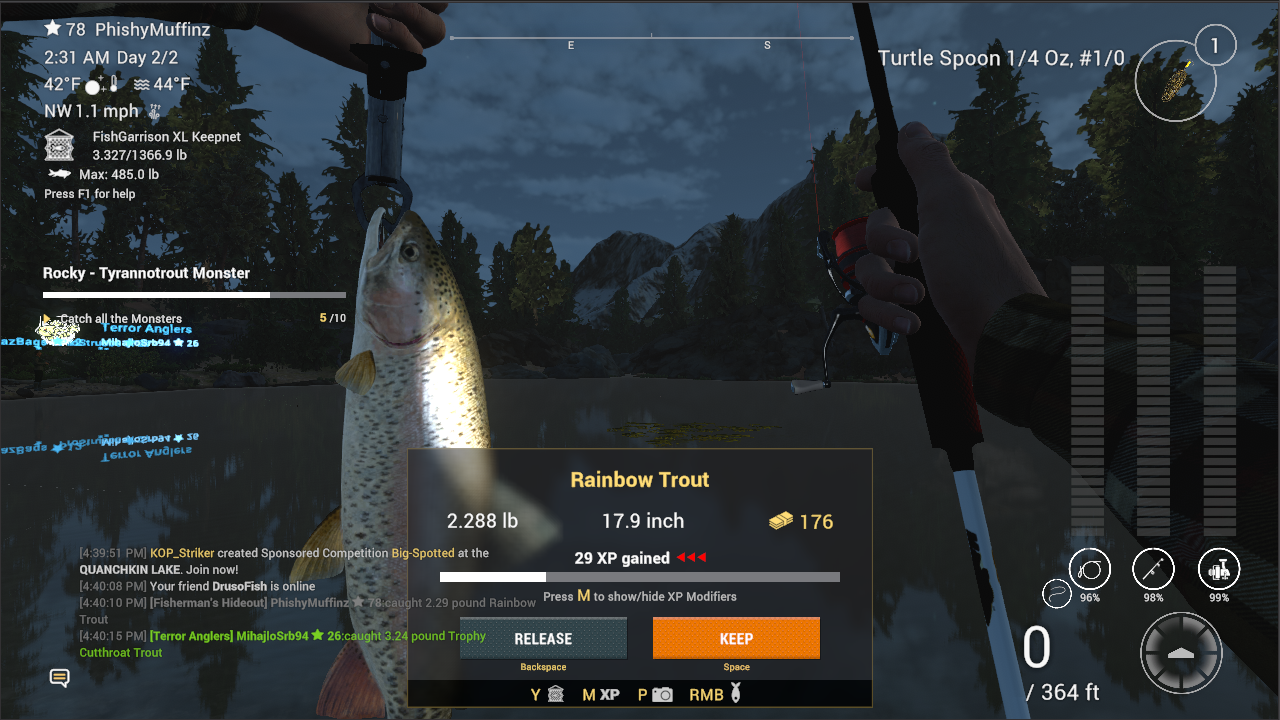 78 PhishyMuffinz
2:31 AM Day 2/2
42°F 44°F
NW 1.1 mph
FishGarrison XL Keepnet
3.327/1366.9 lb
Max: 485.0 lb
Press F1 for help
E S
Turtle Spoon 1/4 Oz, #1/0
1
Rocky - Tyrannotrout Monster
Catch all the Monsters 5 /10
Terror Anglers
MihajloSrb94 ★ 26
MihajloSrb94 ★ 26
Terror Anglers
Rainbow Trout
2.288 lb 17.9 inch 176
29 XP gained
Press M to show/hide XP Modifiers
RELEASE KEEP
Backspace Space
Y M XP P RMB
[4:39:51 PM] KOP_Striker created Sponsored Competition Big-Spotted at the
QUANCHKIN LAKE. Join now!
[4:40:08 PM] Your friend DrusoFish is online
[4:40:10 PM] [Fisherman's Hideout] PhishyMuffinz ★ 78:caught 2.29 pound Rainbow
Trout
[4:40:15 PM] [Terror Anglers] MihajloSrb94 ★ 26:caught 3.24 pound Trophy
Cutthroat Trout
96% 98% 99%
0
/ 364 ft